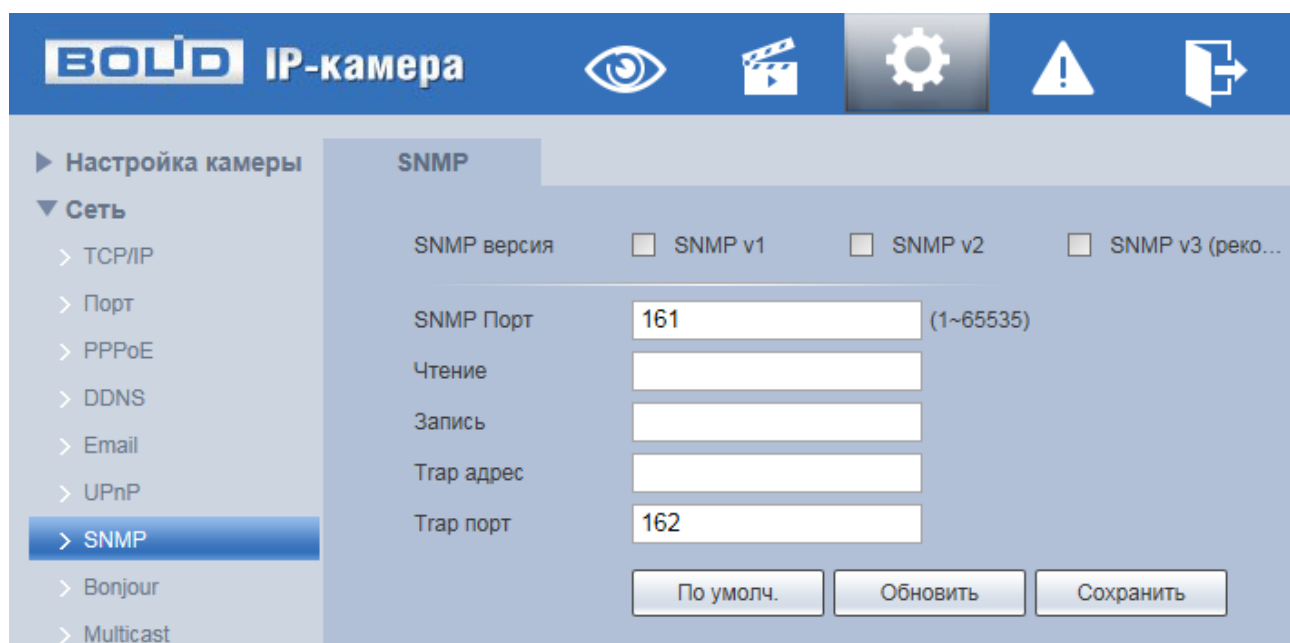 BOLID IP-камера
Настройка камеры
Сеть
TCP/IP
Порт
PPPoE
DDNS
Email
UPnP
SNMP
Bonjour
Multicast
SNMP
SNMP версия SNMP v1 SNMP v2 SNMP v3 (реко...
SNMP Порт 161 (1~65535)
Чтение
Запись
Trap адрес
Trap порт 162
По умолч. Обновить Сохранить